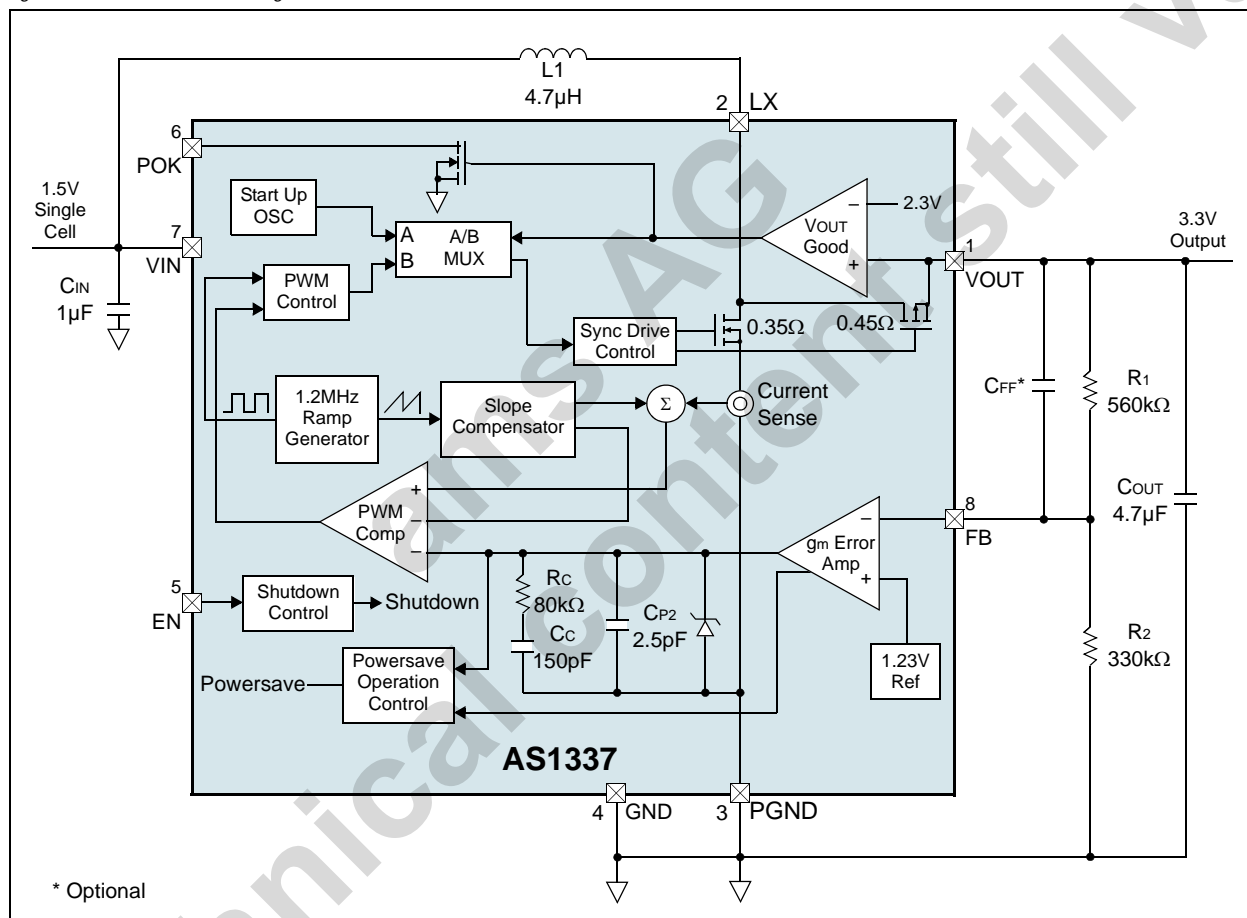 L1
4.7µH
2 LX
6
POK
1.5V
Single
Cell
7
VIN
CIN
1µF
Start Up
OSC
A
B
A/B
MUX
PWM
Control
VOUT
Good
−
+
2.3V
3.3V
Output
1
VOUT
Sync Drive
Control
0.35Ω
0.45Ω
CFF*
R1
560kΩ
1.2MHz
Ramp
Generator
Slope
Compensator
Σ
Current
Sense
COUT
4.7µF
PWM
Comp
+
−
−
gm Error
Amp
−
+
8
FB
5
EN
Shutdown
Control
Shutdown
RC
80kΩ
CC
150pF
CP2
2.5pF
1.23V
Ref
R2
330kΩ
Powersave
Powersave
Operation
Control
AS1337
4 GND
3 PGND
* Optional
ams AG
nical content still v